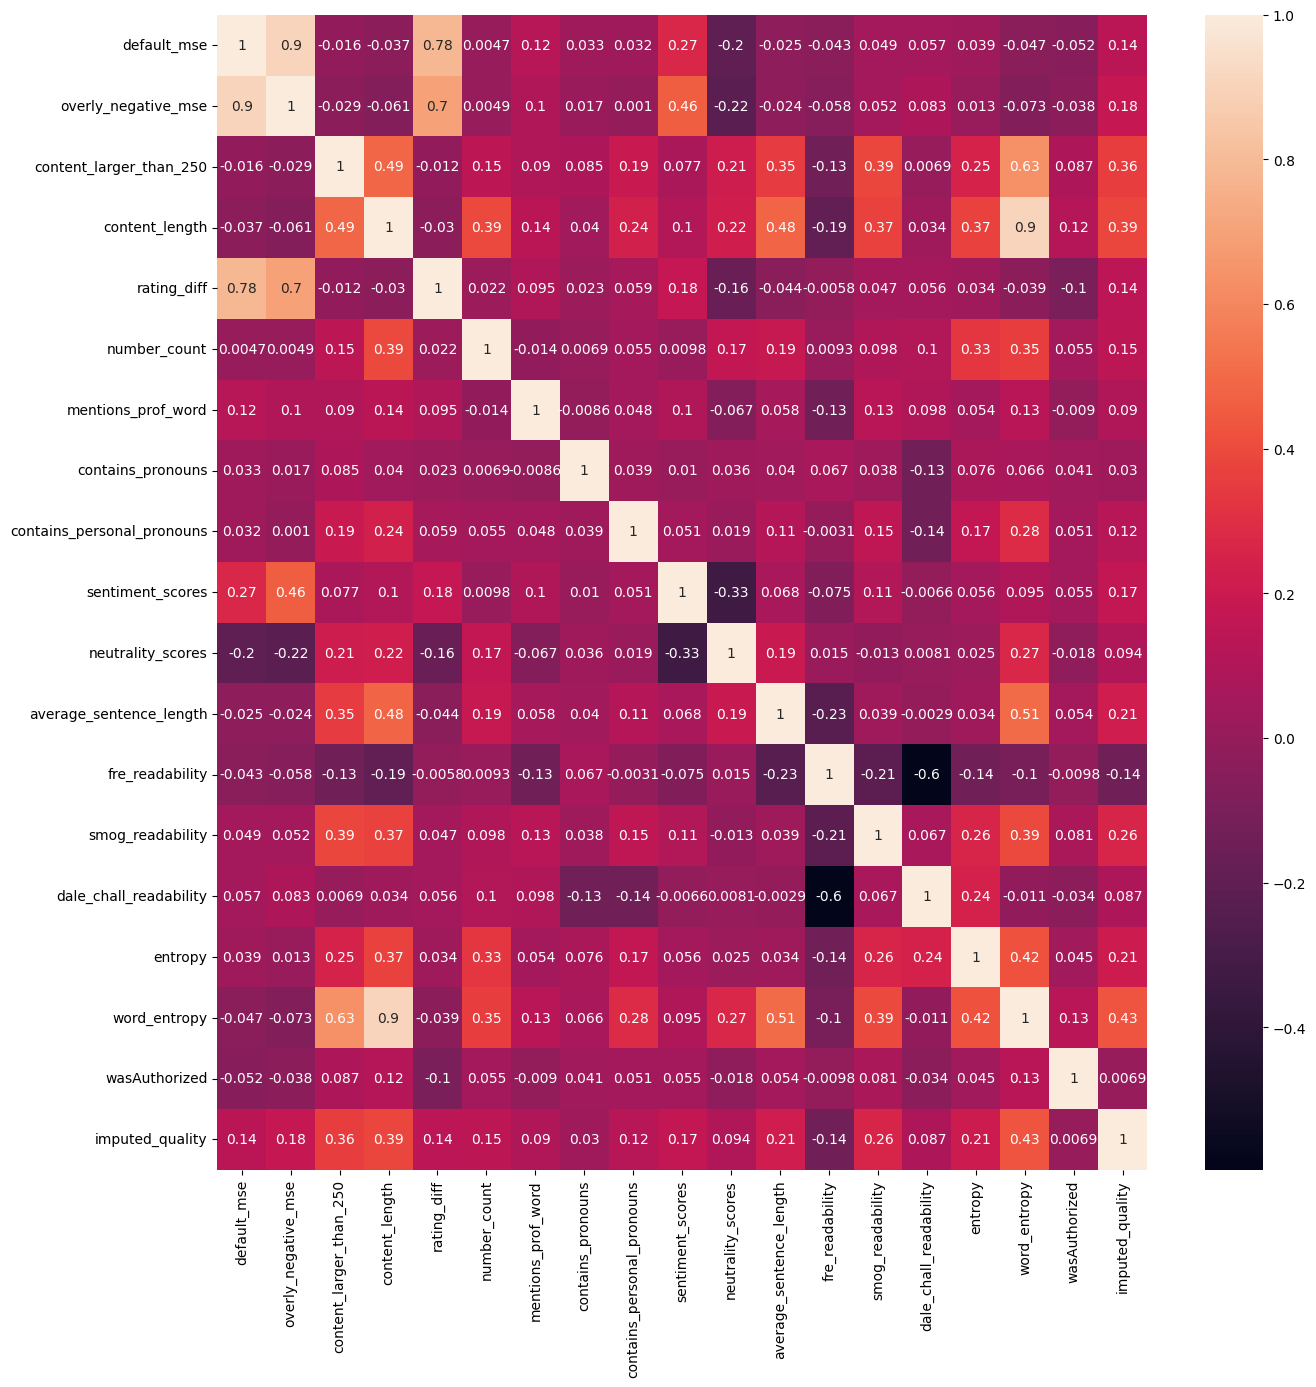 default_mse 1 0.9 -0.016 -0.037 0.78 0.0047 0.12 0.033 0.032 0.27 -0.2 -0.025 -0.043 0.049 0.057 0.039 -0.047 -0.052 0.14
overly_negative_mse 0.9 1 -0.029 -0.061 0.7 0.0049 0.1 0.017 0.001 0.46 -0.22 -0.024 -0.058 0.052 0.083 0.013 -0.073 -0.038 0.18
content_larger_than_250 -0.016 -0.029 1 0.49 -0.012 0.15 0.09 0.085 0.19 0.077 0.21 0.35 -0.13 0.39 0.0069 0.25 0.63 0.087 0.36
content_length -0.037 -0.061 0.49 1 -0.03 0.39 0.14 0.04 0.24 0.1 0.22 0.48 -0.19 0.37 0.034 0.37 0.9 0.12 0.39
rating_diff 0.78 0.7 -0.012 -0.03 1 0.022 0.095 0.023 0.059 0.18 -0.16 -0.044 -0.0058 0.047 0.056 0.034 -0.039 -0.1 0.14
number_count 0.0047 0.0049 0.15 0.39 0.022 1 -0.014 0.0069 0.055 0.0098 0.17 0.19 0.0093 0.098 0.1 0.33 0.35 0.055 0.15
mentions_prof_word 0.12 0.1 0.09 0.14 0.095 -0.014 1 -0.0086 0.048 0.1 -0.067 0.058 -0.13 0.13 0.098 0.054 0.13 -0.009 0.09
contains_pronouns 0.033 0.017 0.085 0.04 0.023 0.0069 -0.0086 1 0.039 0.01 0.036 0.04 0.067 0.038 -0.13 0.076 0.066 0.041 0.03
contains_personal_pronouns 0.032 0.001 0.19 0.24 0.059 0.055 0.048 0.039 1 0.051 0.019 0.11 -0.0031 0.15 -0.14 0.17 0.28 0.051 0.12
sentiment_scores 0.27 0.46 0.077 0.1 0.18 0.0098 0.1 0.01 0.051 1 -0.33 0.068 -0.075 0.11 -0.0066 0.056 0.095 0.055 0.17
neutrality_scores -0.2 -0.22 0.21 0.22 -0.16 0.17 -0.067 0.036 0.019 -0.33 1 0.19 0.015 -0.013 0.0081 0.025 0.27 -0.018 0.094
average_sentence_length -0.025 -0.024 0.35 0.48 -0.044 0.19 0.058 0.04 0.11 0.068 0.19 1 -0.23 0.039 -0.0029 0.034 0.51 0.054 0.21
fre_readability -0.043 -0.058 -0.13 -0.19 -0.0058 0.0093 -0.13 0.067 -0.0031 -0.075 0.015 -0.23 1 -0.21 -0.6 -0.14 -0.1 -0.0098 -0.14
smog_readability 0.049 0.052 0.39 0.37 0.047 0.098 0.13 0.038 0.15 0.11 -0.013 0.039 -0.21 1 0.067 0.26 0.39 0.081 0.26
dale_chall_readability 0.057 0.083 0.0069 0.034 0.056 0.1 0.098 -0.13 -0.14 -0.0066 0.0081 -0.0029 -0.6 0.067 1 0.24 -0.011 -0.034 0.087
entropy 0.039 0.013 0.25 0.37 0.034 0.33 0.054 0.076 0.17 0.056 0.025 0.034 -0.14 0.26 0.24 1 0.42 0.045 0.21
word_entropy -0.047 -0.073 0.63 0.9 -0.039 0.35 0.13 0.066 0.28 0.095 0.27 0.51 -0.1 0.39 -0.011 0.42 1 0.13 0.43
wasAuthorized -0.052 -0.038 0.087 0.12 -0.1 0.055 -0.009 0.041 0.051 0.055 -0.018 0.054 -0.0098 0.081 -0.034 0.045 0.13 1 0.0069
imputed_quality 0.14 0.18 0.36 0.39 0.14 0.15 0.09 0.03 0.12 0.17 0.094 0.21 -0.14 0.26 0.087 0.21 0.43 0.0069 1
default_mse
overly_negative_mse
content_larger_than_250
content_length
rating_diff
number_count
mentions_prof_word
contains_pronouns
contains_personal_pronouns
sentiment_scores
neutrality_scores
average_sentence_length
fre_readability
smog_readability
dale_chall_readability
entropy
word_entropy
wasAuthorized
imputed_quality
1.0
0.8
0.6
0.4
0.2
0.0
−0.2
−0.4